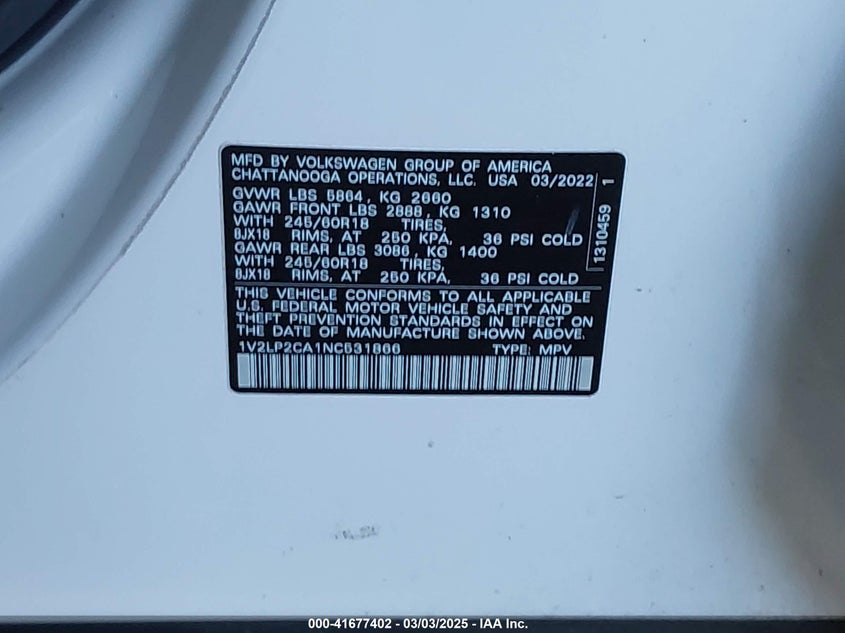 MFD BY VOLKSWAGEN GROUP OF AMERICA
CHATTANOOGA OPERATIONS, LLC. USA 03/2022
GVWR LBS 5864, KG 2660
GAWR FRONT LBS 2888, KG 1310
WITH 245/60R18 TIRES,
8JX18 RIMS, AT 250 KPA, 36 PSI COLD
GAWR REAR LBS 3086, KG 1400
WITH 245/60R18 TIRES,
8JX18 RIMS, AT 250 KPA, 36 PSI COLD
1310459 1
THIS VEHICLE CONFORMS TO ALL APPLICABLE
U.S. FEDERAL MOTOR VEHICLE SAFETY AND
THEFT PREVENTION STANDARDS IN EFFECT ON
THE DATE OF MANUFACTURE SHOWN ABOVE.
1V2LP2CA1NC531866 TYPE: MPV
000-41677402 - 03/03/2025 - IAA Inc.